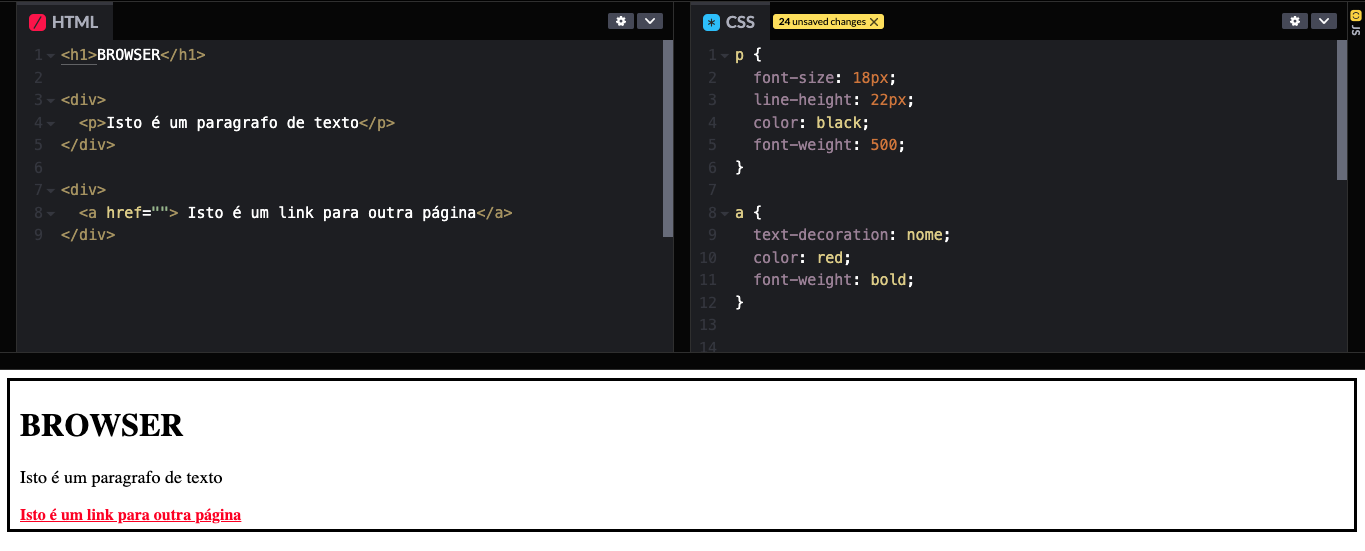 HTML
1 <h1>BROWSER</h1>
2
3 <div>
4   <p>Isto é um paragrafo de texto</p>
5 </div>
6
7 <div>
8   <a href=""> Isto é um link para outra página</a>
9 </div>
CSS 24 unsaved changes
1 p {
2   font-size: 18px;
3   line-height: 22px;
4   color: black;
5   font-weight: 500;
6 }
7
8 a {
9   text-decoration: nome;
10   color: red;
11   font-weight: bold;
12 }
13
14
JS
BROWSER
Isto é um paragrafo de texto
Isto é um link para outra página